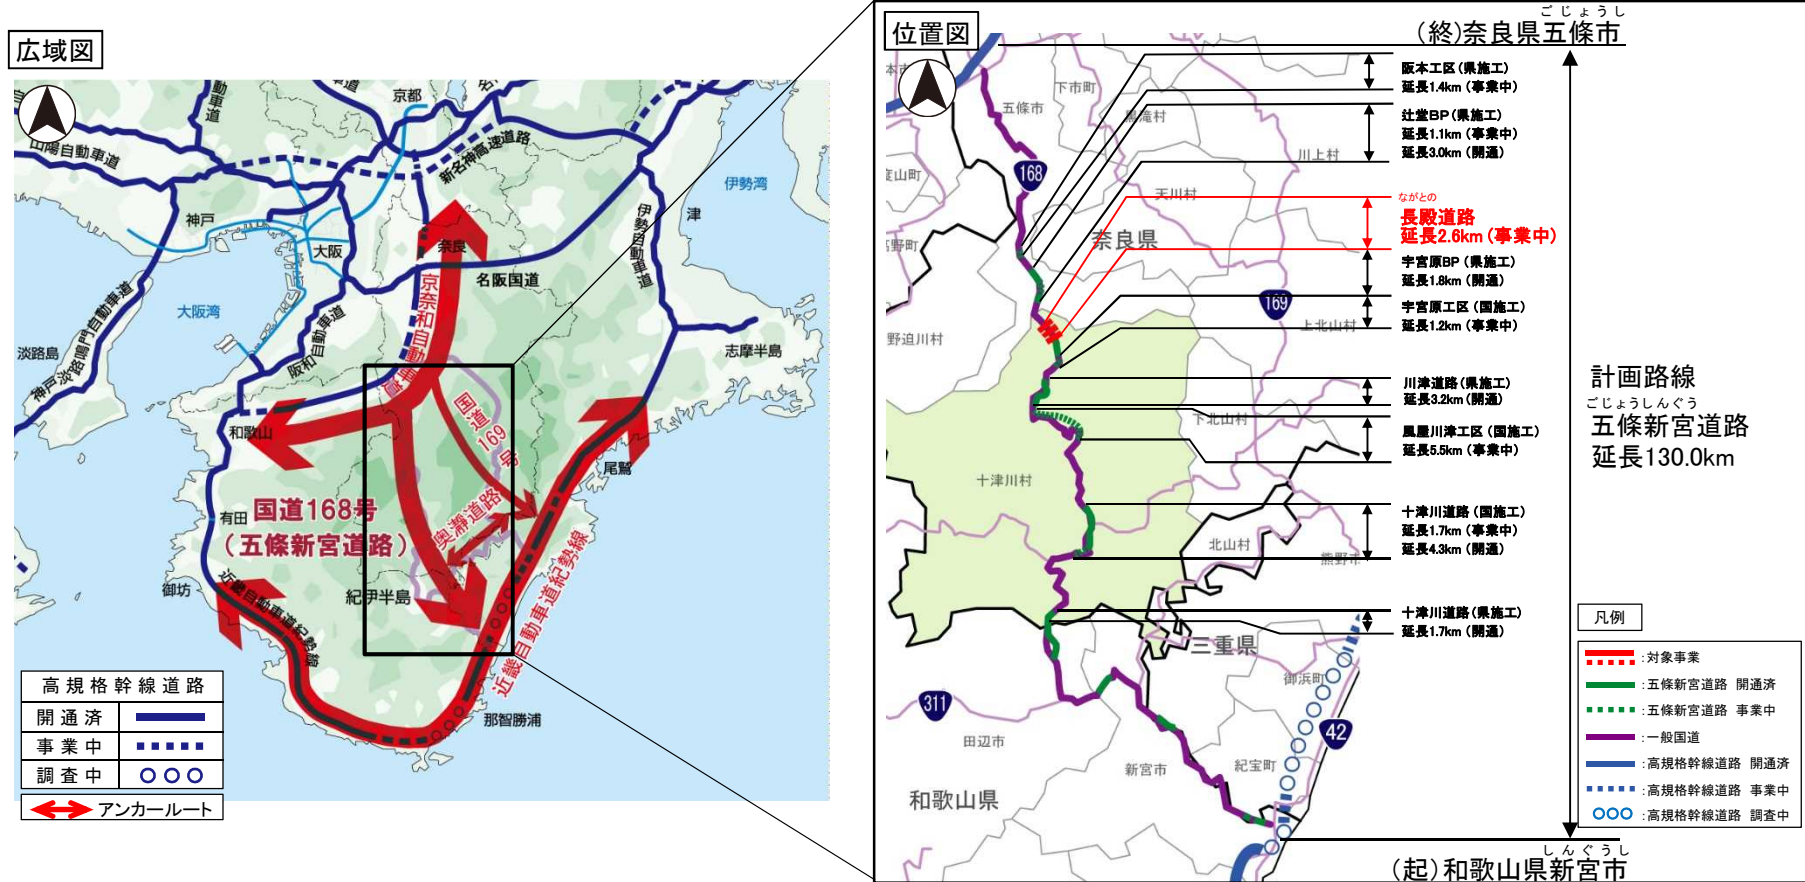 広域図
京都
新名神高速道路
山陽自動車道
神戸
大阪
奈良
名阪国道
伊勢湾
津
伊勢自動車道
大阪湾
淡路島
神戸淡路鳴門自動車道
阪和自動車道
京奈和自動車道
志摩半島
和歌山
国道169号
尾鷲
有田
国道168号
(五條新宮道路)
奥瀞道路
御坊
紀伊半島
近畿自動車道紀勢線
近畿自動車道紀勢線
那智勝浦
高規格幹線道路
開通済
事業中
調査中
アンカールート
位置図
ごじょうし
(終)奈良県五條市
五條市
下市町
黒滝村
川上村
168
天川村
奈良県
野迫川村
169
上北山村
下北山村
十津川村
北山村
熊野市
三重県
御浜町
311
42
田辺市
新宮市
紀宝町
和歌山県
阪本工区(県施工)
延長1.4km(事業中)
辻堂BP(県施工)
延長1.1km(事業中)
延長3.0km(開通)
ながとの
長殿道路
延長2.6km(事業中)
宇宮原BP(県施工)
延長1.8km(開通)
宇宮原工区(国施工)
延長1.2km(事業中)
川津道路(県施工)
延長3.2km(開通)
風屋川津工区(国施工)
延長5.5km(事業中)
十津川道路(国施工)
延長1.7km(事業中)
延長4.3km(開通)
十津川道路(県施工)
延長1.7km(開通)
計画路線
ごじょうしんぐう
五條新宮道路
延長130.0km
凡例
:対象事業
:五條新宮道路 開通済
:五條新宮道路 事業中
:一般国道
:高規格幹線道路 開通済
:高規格幹線道路 事業中
:高規格幹線道路 調査中
しんぐうし
(起)和歌山県新宮市